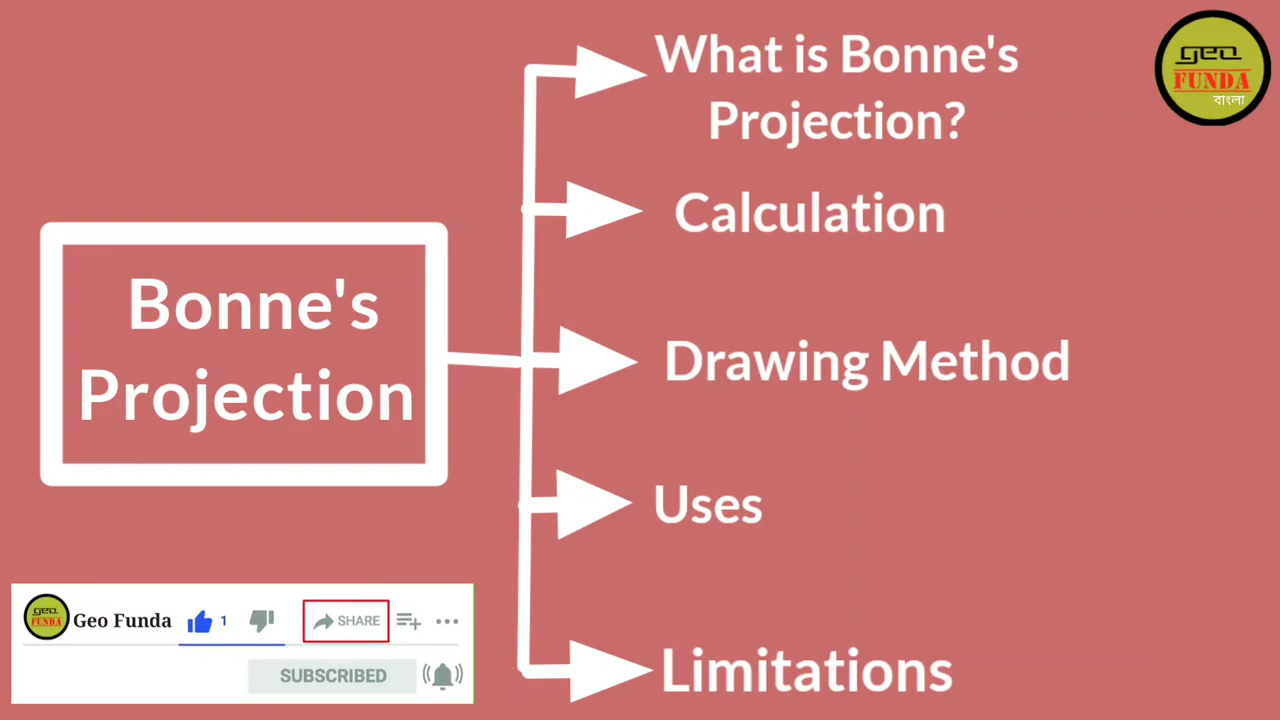 What is Bonne's
Projection?
geo
FUNDA
বাংলা
Calculation
Bonne's
Projection
Drawing Method
Uses
geo
FUNDA
Geo Funda
1
SHARE
SUBSCRIBED
Limitations